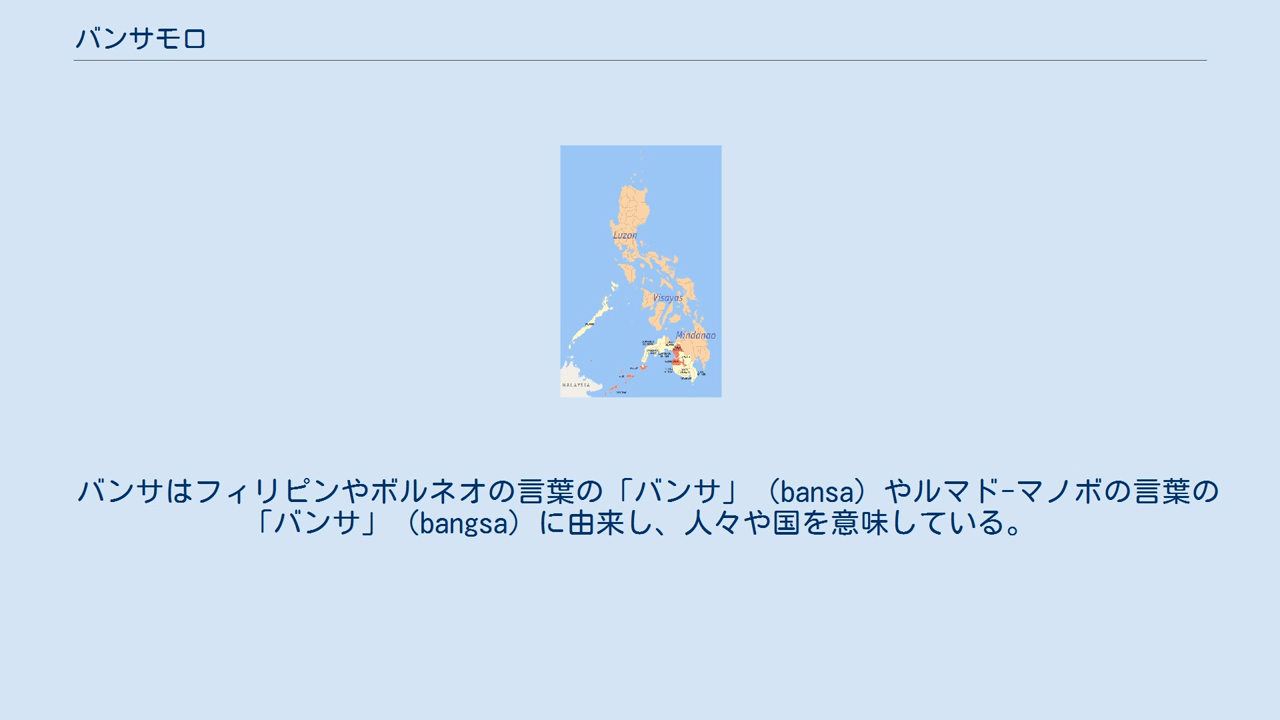 バンサモロ
Luzon
Visayas
Mindanao
MALAYSIA
バンサはフィリピンやボルネオの言葉の「バンサ」（bansa）やルマド-マノボの言葉の
「バンサ」（bangsa）に由来し、人々や国を意味している。